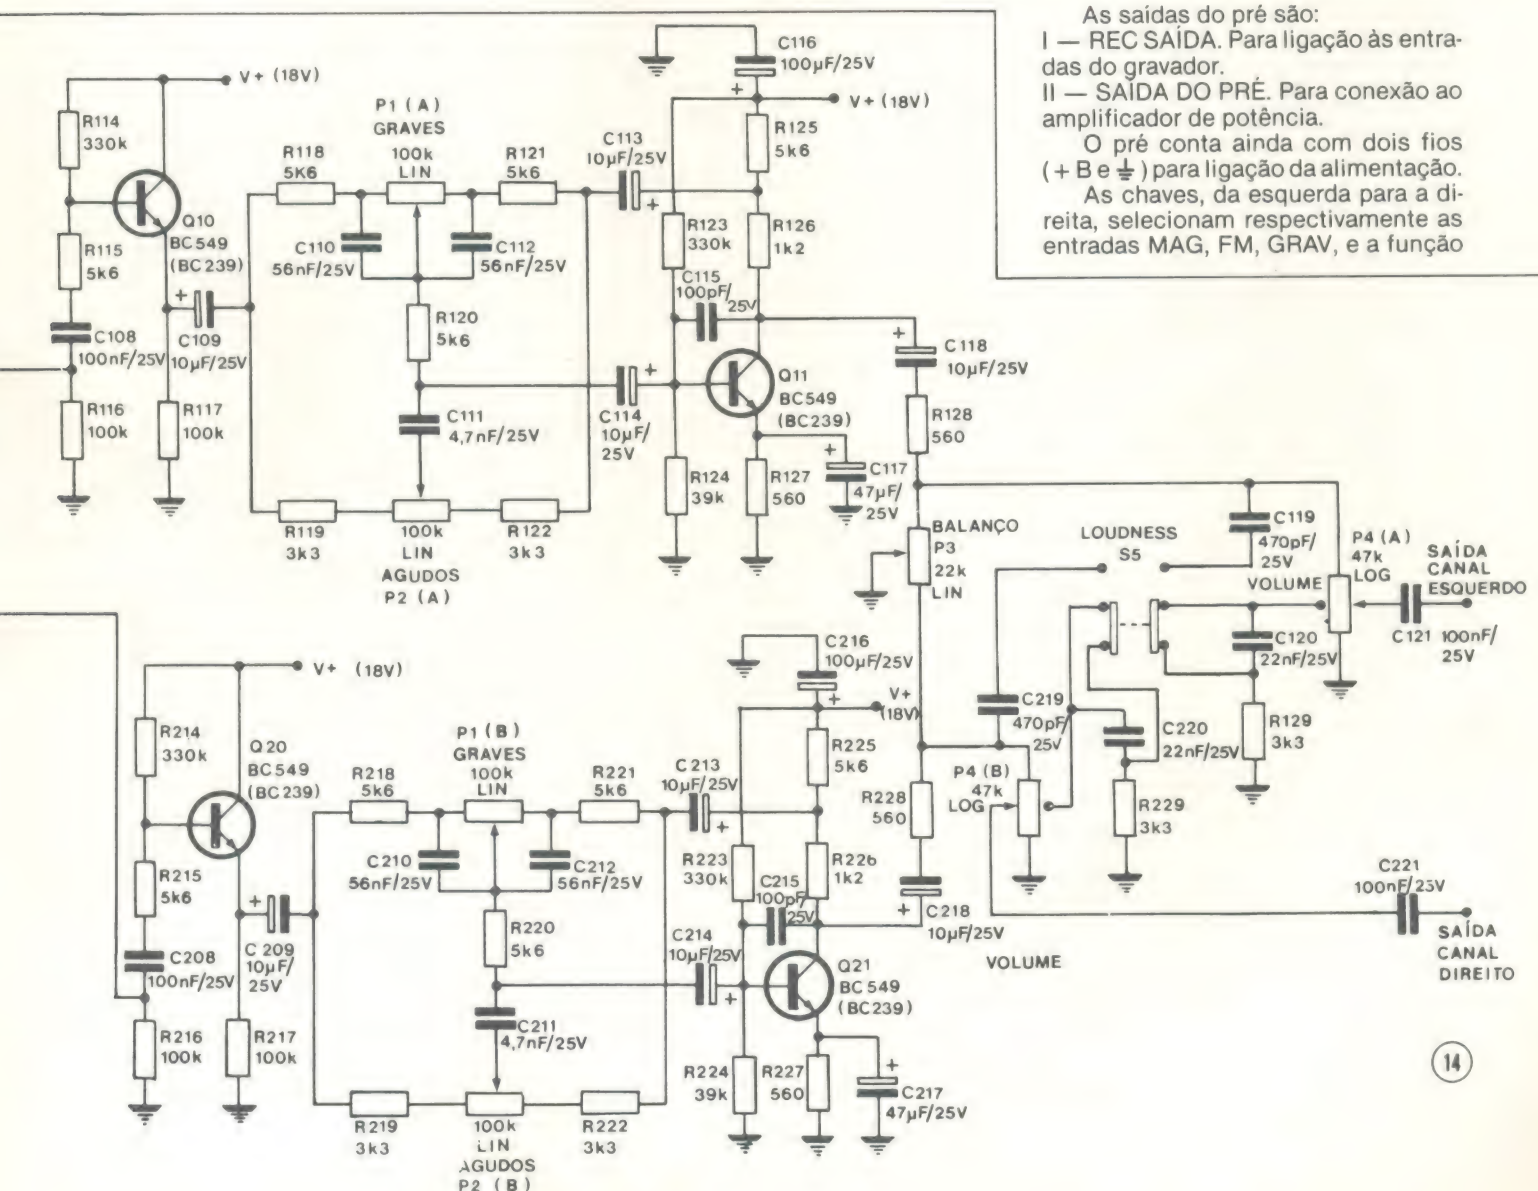 As saídas do pré são:
I — REC SAÍDA. Para ligação às entra-
das do gravador.
II — SAÍDA DO PRÉ. Para conexão ao
amplificador de potência.
O pré conta ainda com dois fios
(+ B e ⏚) para ligação da alimentação.
As chaves, da esquerda para a di-
reita, selecionam respectivamente as
entradas MAG, FM, GRAV, e a função
V+ (18V)
R114
330k
Q10
BC549
(BC239)
R115
5k6
C108
100nF/25V
C109
10µF/25V
R116
100k
R117
100k
P1 (A)
GRAVES
100k
LIN
R118
5K6
R121
5k6
C110
56nF/25V
C112
56nF/25V
R120
5k6
C111
4,7nF/25V
R119
3k3
100k
LIN
AGUDOS
P2 (A)
R122
3k3
C113
10µF/25V
C114
10µF/
25V
C116
100µF/25V
V+ (18V)
R125
5k6
R123
330k
R126
1k2
C115
100pF/
25V
Q11
BC549
(BC239)
R124
39k
R127
560
C117
47µF/
25V
C118
10µF/25V
R128
560
BALANÇO
P3
22k
LIN
LOUDNESS
S5
C119
470pF/
25V
VOLUME
P4 (A)
47k
LOG
SAÍDA
CANAL
ESQUERDO
C121 100nF/
25V
C120
22nF/25V
R129
3k3
C219
470pF/
25V
C220
22nF/25V
P4 (B)
47k
LOG
R229
3k3
C221
100nF/25V
SAÍDA
CANAL
DIREITO
VOLUME
V+ (18V)
R214
330k
Q20
BC549
(BC239)
R215
5k6
C208
100nF/25V
C209
10µF/
25V
R216
100k
R217
100k
P1 (B)
GRAVES
100k
LIN
R218
5k6
R221
5k6
C210
56nF/25V
C212
56nF/25V
R220
5k6
C211
4,7nF/25V
R219
3k3
100k
LIN
AGUDOS
P2 (B)
R222
3k3
C213
10µF/25V
C214
10µF/25V
C216
100µF/25V
V+
(18V)
R225
5k6
R223
330k
R226
1k2
C215
100pF/
25V
R228
560
C218
10µF/25V
Q21
BC549
(BC239)
R224
39k
R227
560
C217
47µF/25V
14